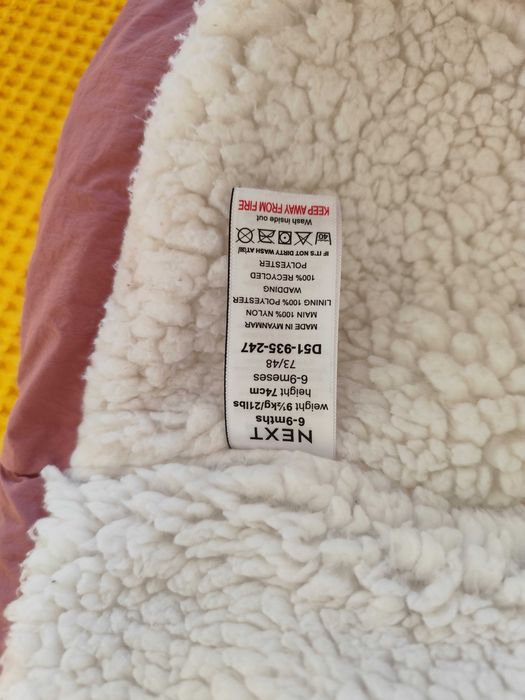 NEXT
6-9mths
weight 9½kg/21lbs
height 74cm
6-9meses
73/48
D51-935-247
MADE IN MYANMAR
MAIN 100% NYLON
LINING 100% POLYESTER
WADDING
100% RECYCLED
POLYESTER
IF IT'S NOT DIRTY WASH AT
40
Wash inside out
KEEP AWAY FROM FIRE